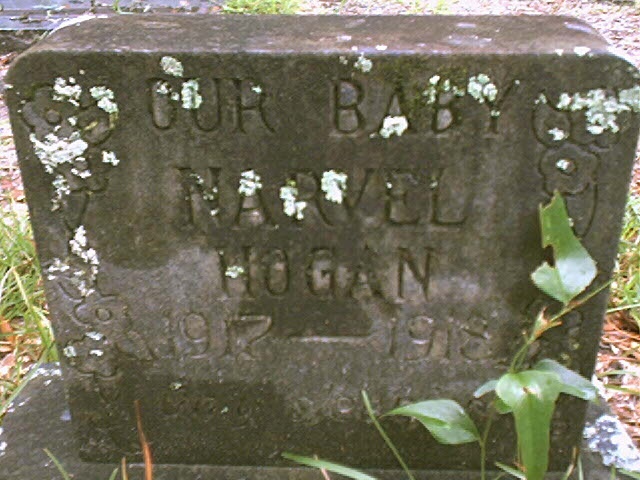 OUR BABY
NARVEL
HOGAN
1917 — 1918